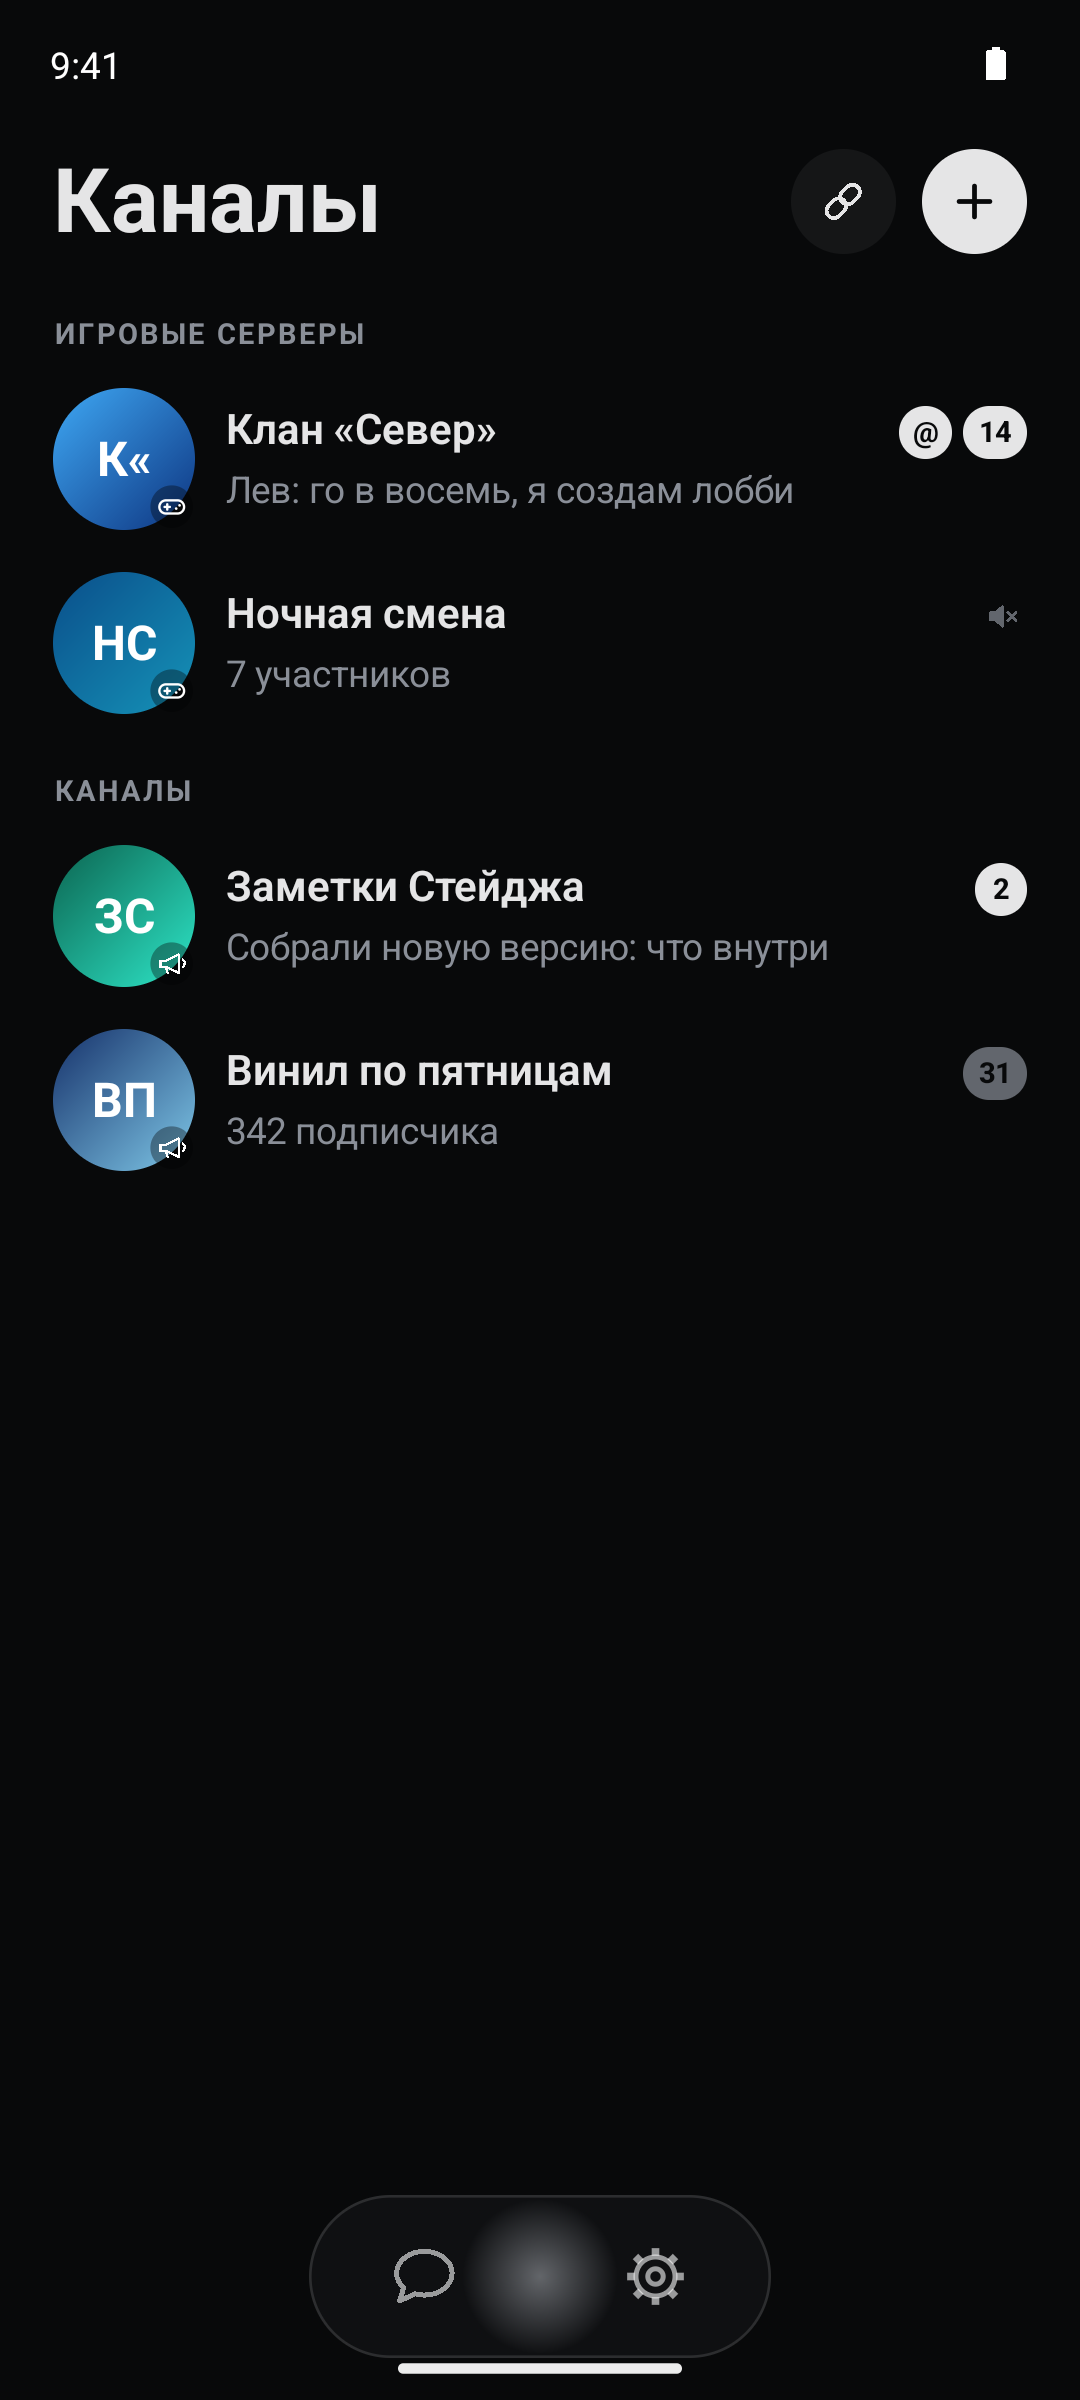 9:41
Каналы
ИГРОВЫЕ СЕРВЕРЫ
К«
Клан «Север»
@ 14
Лев: го в восемь, я создам лобби
НС
Ночная смена
7 участников
КАНАЛЫ
ЗС
Заметки Стейджа
2
Собрали новую версию: что внутри
ВП
Винил по пятницам
31
342 подписчика